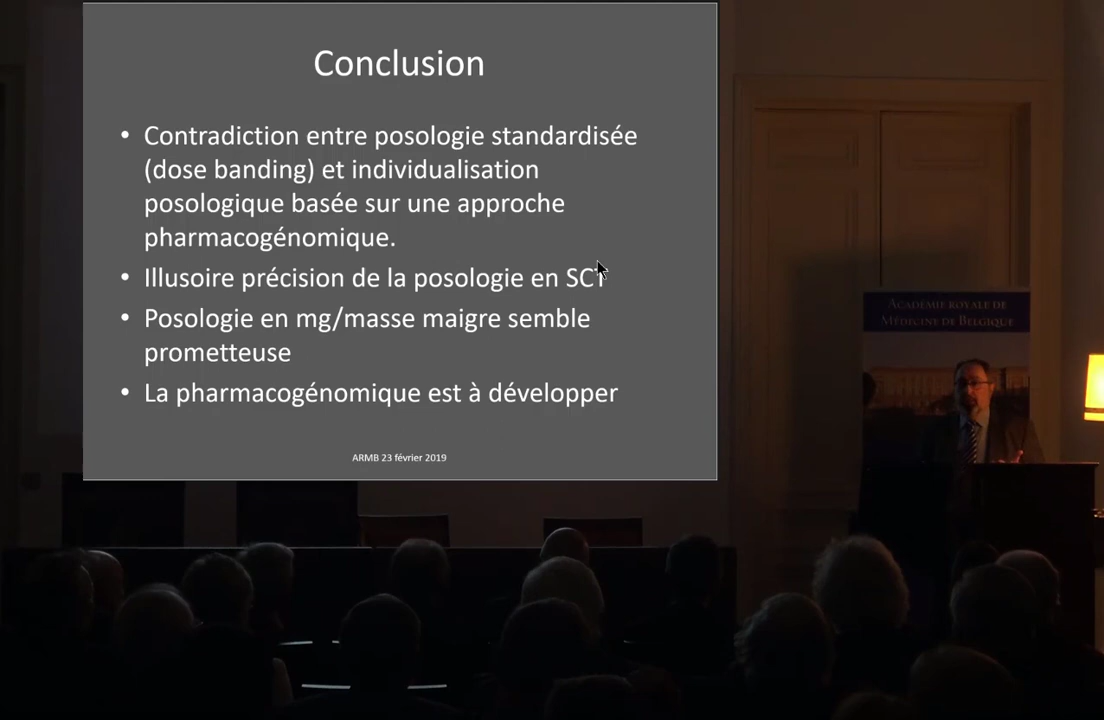 Conclusion
• Contradiction entre posologie standardisée
(dose banding) et individualisation
posologique basée sur une approche
pharmacogénomique.
• Illusoire précision de la posologie en SCT
• Posologie en mg/masse maigre semble
prometteuse
• La pharmacogénomique est à développer
ARMB 23 février 2019
ACADÉMIE ROYALE DE
MÉDECINE DE BELGIQUE